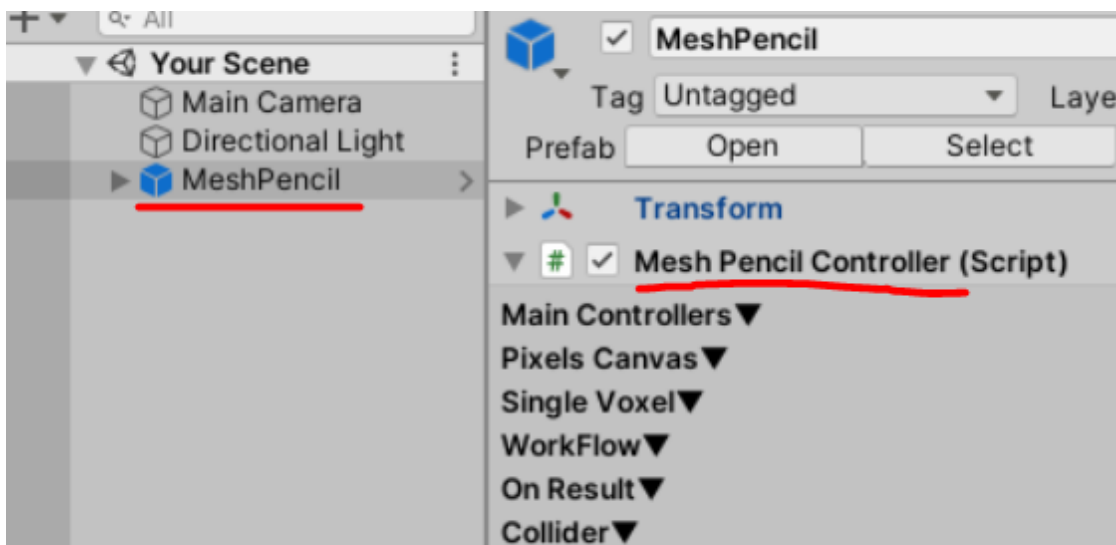 All
Your Scene
Main Camera
Directional Light
MeshPencil
MeshPencil
Tag Untagged Laye
Prefab Open Select
Transform
# Mesh Pencil Controller (Script)
Main Controllers▼
Pixels Canvas▼
Single Voxel▼
WorkFlow▼
On Result▼
Collider▼